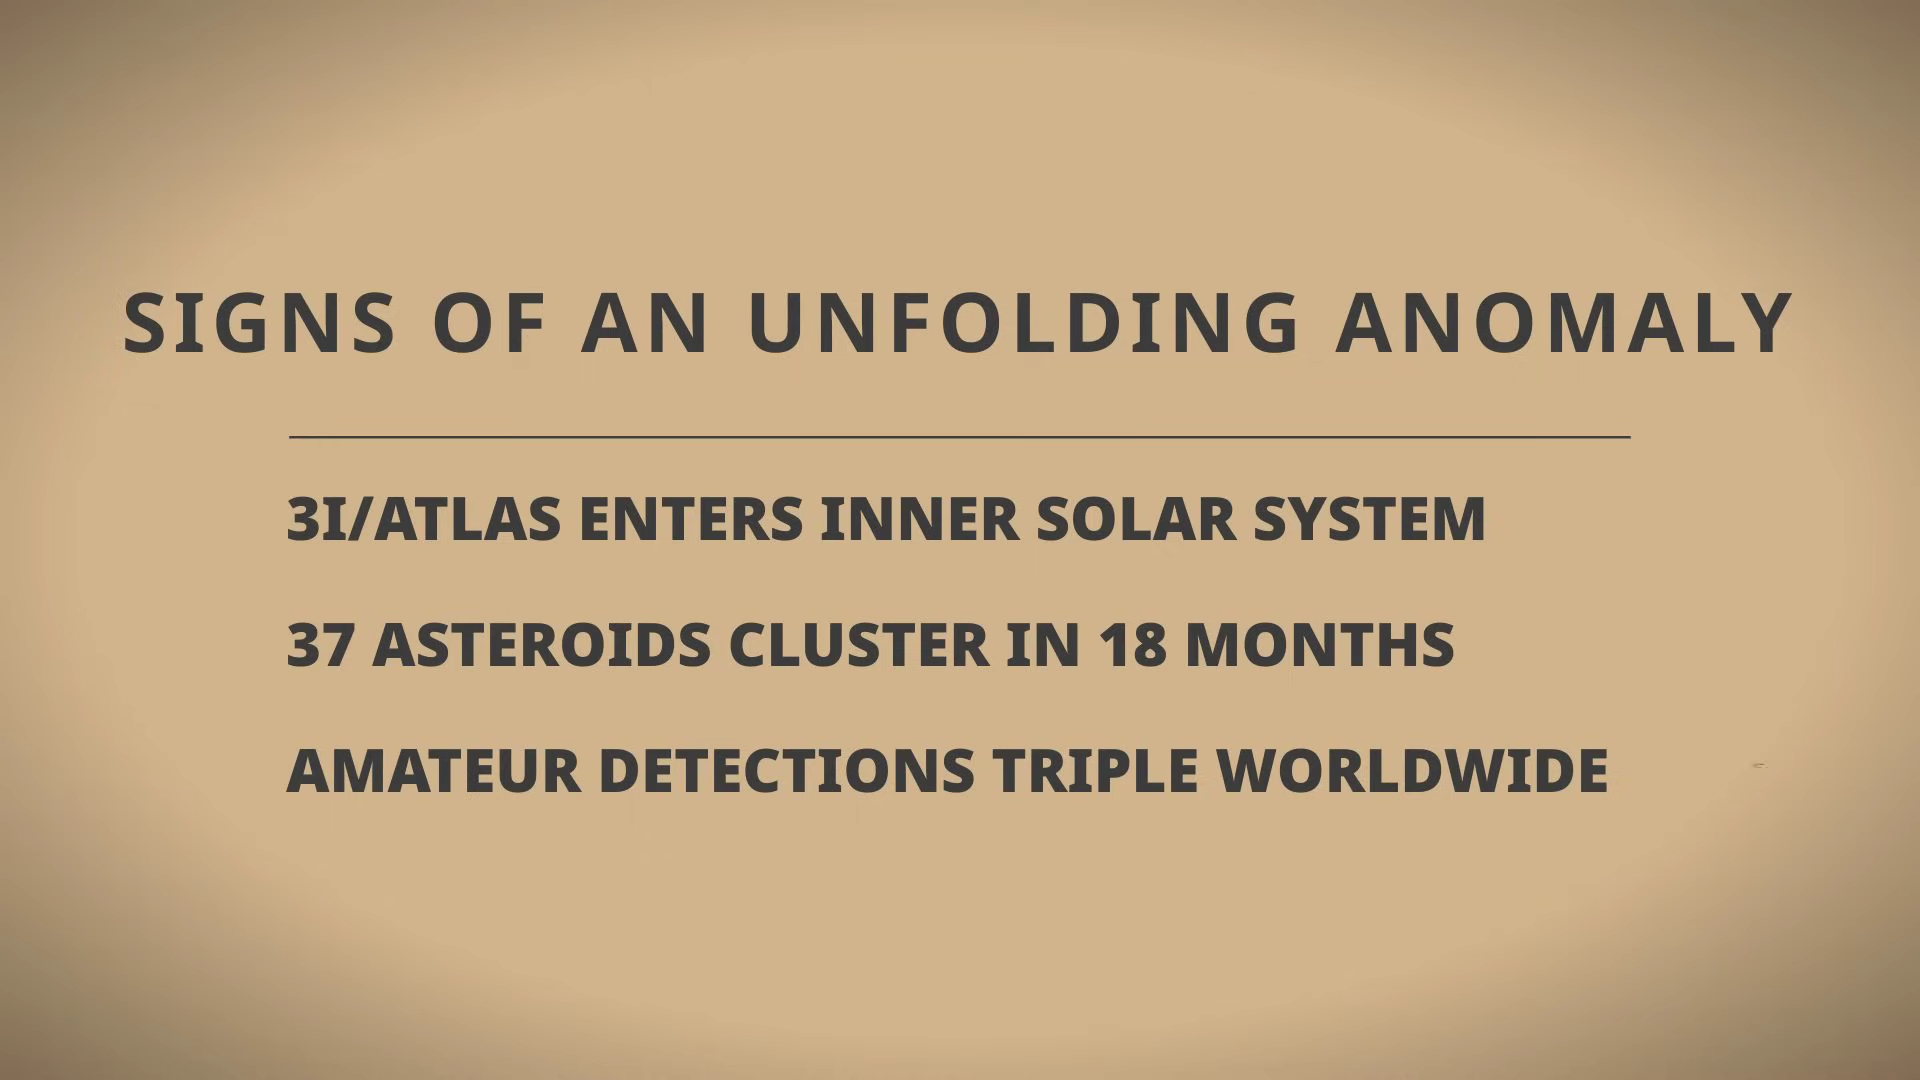 SIGNS OF AN UNFOLDING ANOMALY
3I/ATLAS ENTERS INNER SOLAR SYSTEM
37 ASTEROIDS CLUSTER IN 18 MONTHS
AMATEUR DETECTIONS TRIPLE WORLDWIDE